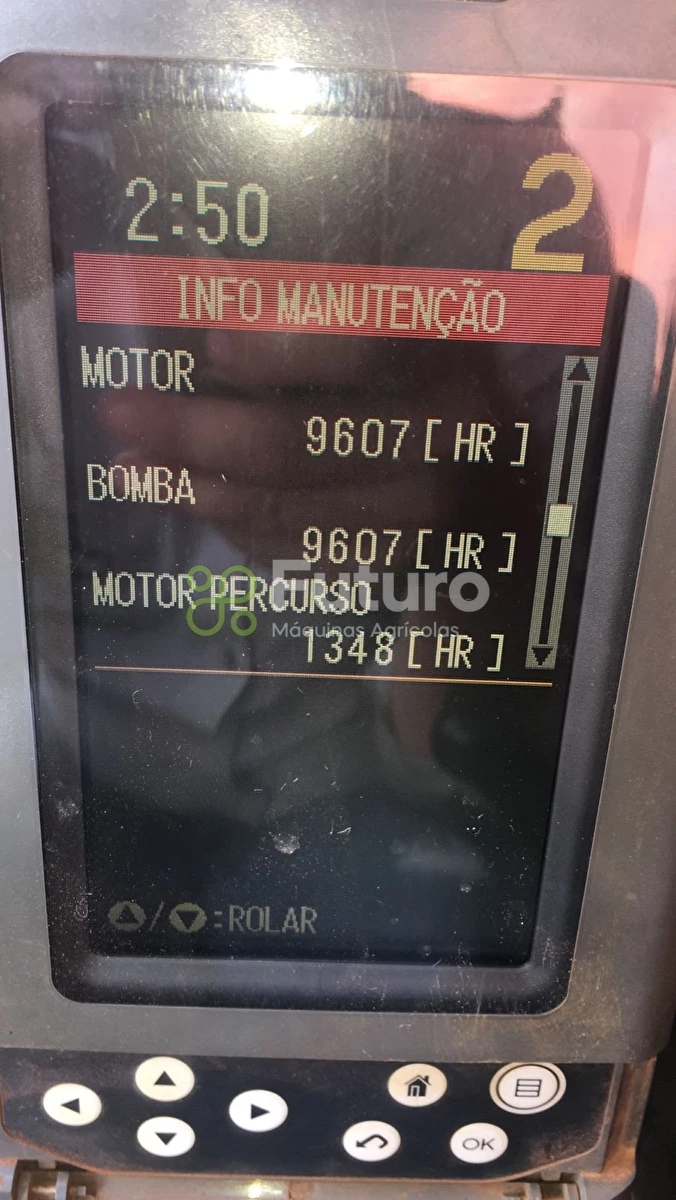 2:50
2
INFO MANUTENÇÃO
MOTOR
9607[HR]
BOMBA
9607[HR]
MOTOR PERCURSO
Futuro
Máquinas Agrícolas
1348[HR]
/ :ROLAR
OK